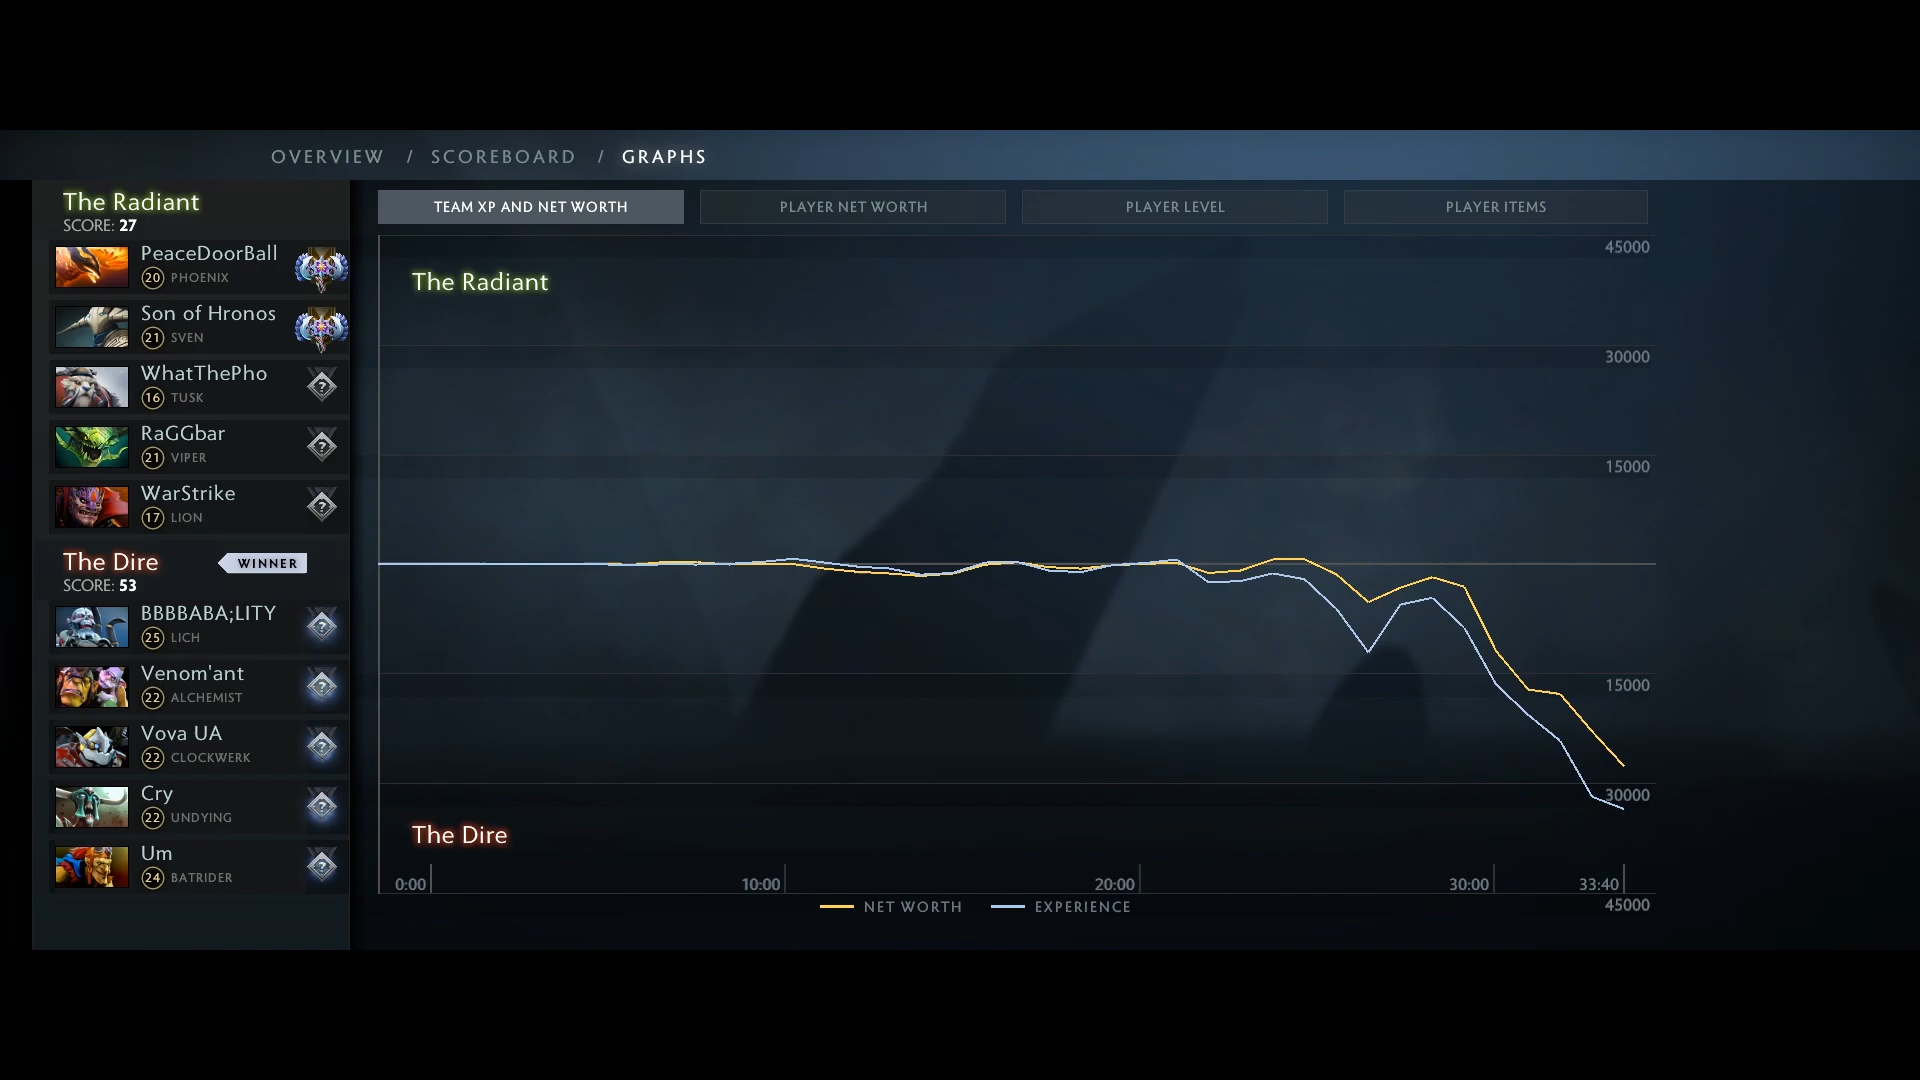 OVERVIEW / SCOREBOARD / GRAPHS
The Radiant
SCORE: 27
PeaceDoorBall
20 PHOENIX
Son of Hronos
21 SVEN
WhatThePho
16 TUSK
RaGGbar
21 VIPER
WarStrike
17 LION
The Dire
WINNER
SCORE: 53
BBBBABA;LITY
25 LICH
Venom'ant
22 ALCHEMIST
Vova UA
22 CLOCKWERK
Cry
22 UNDYING
Um
24 BATRIDER
TEAM XP AND NET WORTH
PLAYER NET WORTH
PLAYER LEVEL
PLAYER ITEMS
45000
The Radiant
30000
15000
15000
30000
The Dire
0:00
10:00
20:00
30:00
33:40
45000
NET WORTH
EXPERIENCE